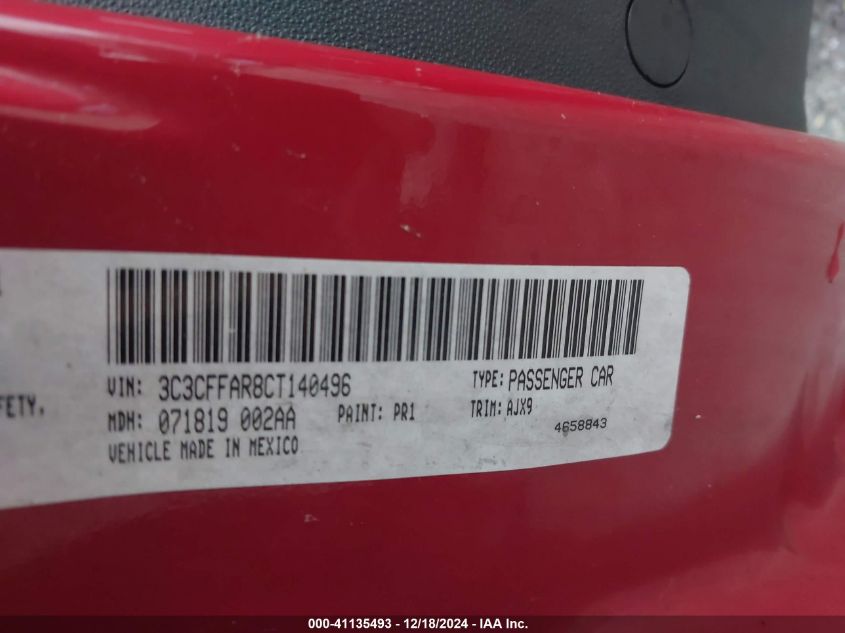 VIN: 3C3CFFAR8CT140496 TYPE: PASSENGER CAR
FETY,
MDH: 071819 002AA PAINT: PR1 TRIM: AJX9
VEHICLE MADE IN MEXICO 4658843
000-41135493 - 12/18/2024 - IAA Inc.